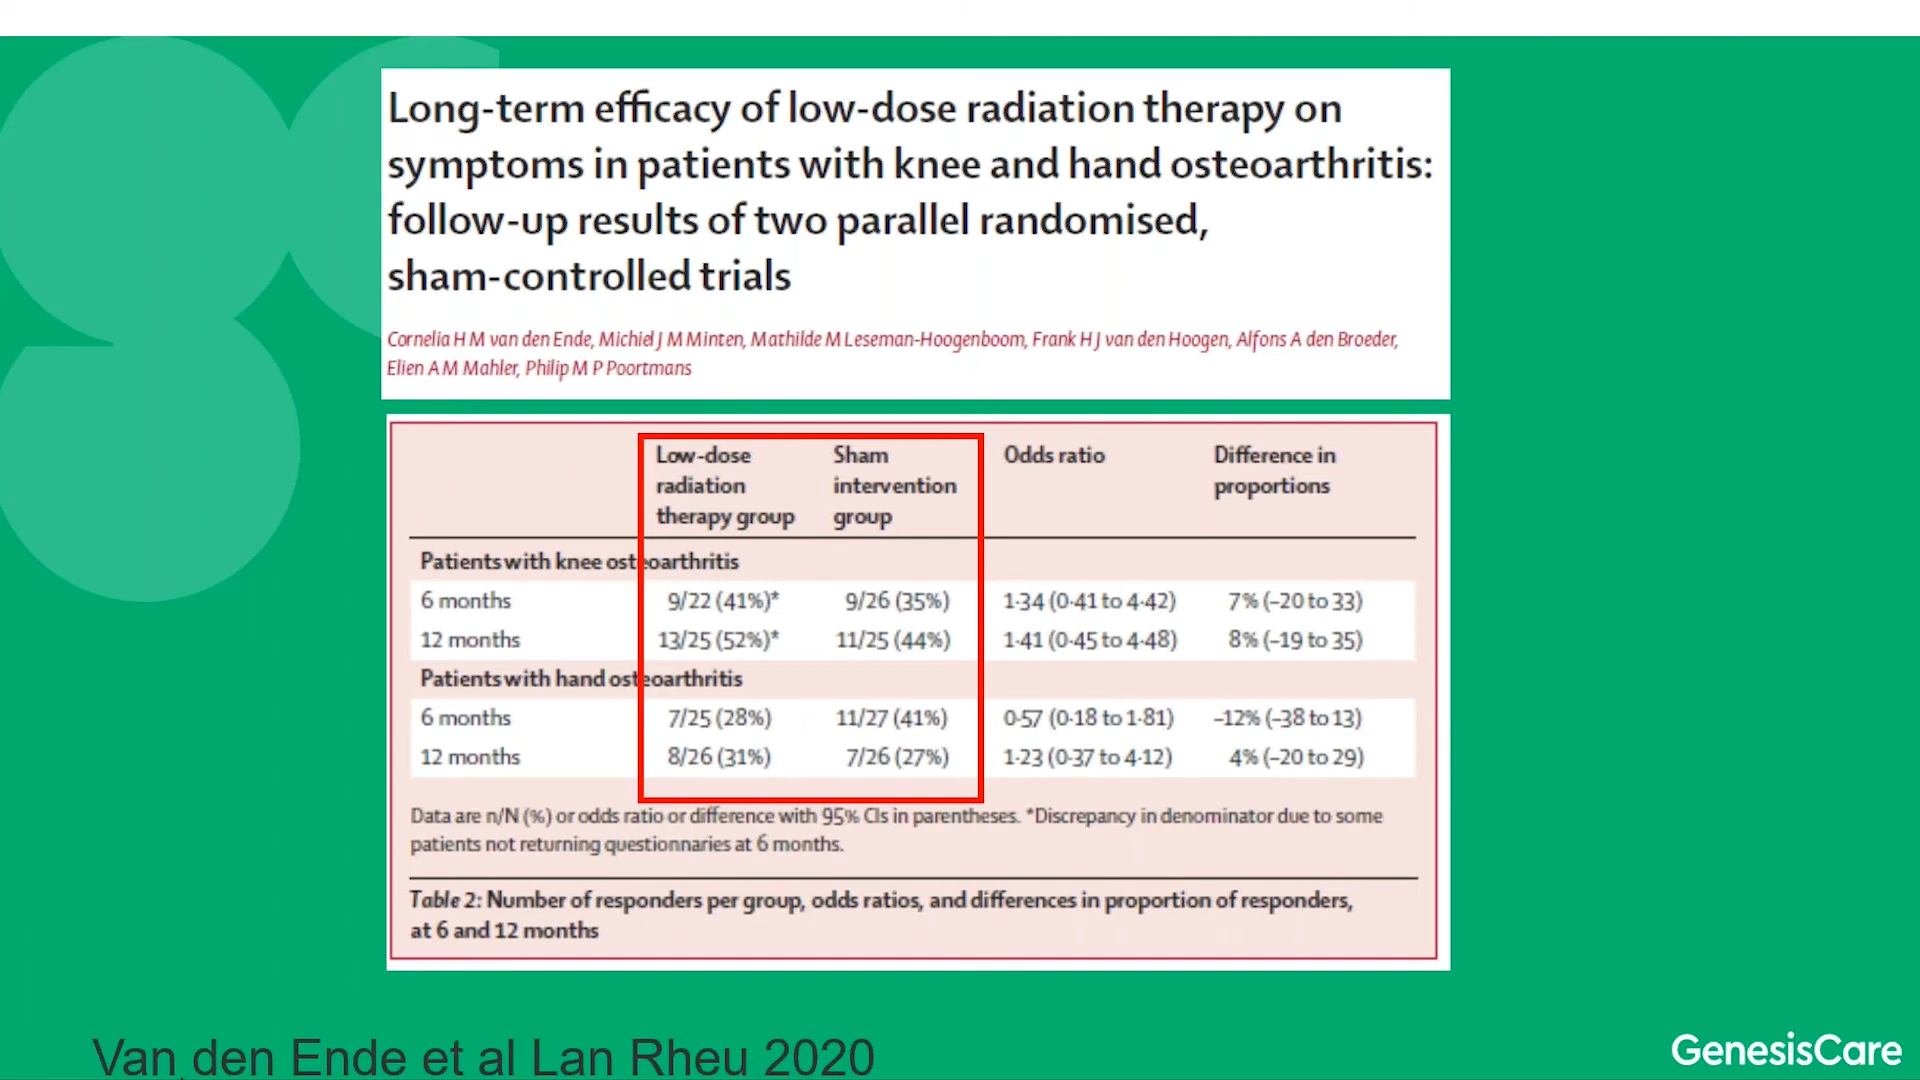 Long-term efficacy of low-dose radiation therapy on
symptoms in patients with knee and hand osteoarthritis:
follow-up results of two parallel randomised,
sham-controlled trials
Cornelia H M van den Ende, Michiel J M Minten, Mathilde M Leseman-Hoogenboom, Frank H J van den Hoogen, Alfons A den Broeder,
Elien A M Mahler, Philip M P Poortmans
Low-dose radiation therapy group Sham intervention group Odds ratio Difference in proportions
Patients with knee osteoarthritis
6 months 9/22 (41%)* 9/26 (35%) 1·34 (0·41 to 4·42) 7% (–20 to 33)
12 months 13/25 (52%)* 11/25 (44%) 1·41 (0·45 to 4·48) 8% (–19 to 35)
Patients with hand osteoarthritis
6 months 7/25 (28%) 11/27 (41%) 0·57 (0·18 to 1·81) –12% (–38 to 13)
12 months 8/26 (31%) 7/26 (27%) 1·23 (0·37 to 4·12) 4% (–20 to 29)
Data are n/N (%) or odds ratio or difference with 95% CIs in parentheses. *Discrepancy in denominator due to some
patients not returning questionnaries at 6 months.
Table 2: Number of responders per group, odds ratios, and differences in proportion of responders,
at 6 and 12 months
Van den Ende et al Lan Rheu 2020
GenesisCare